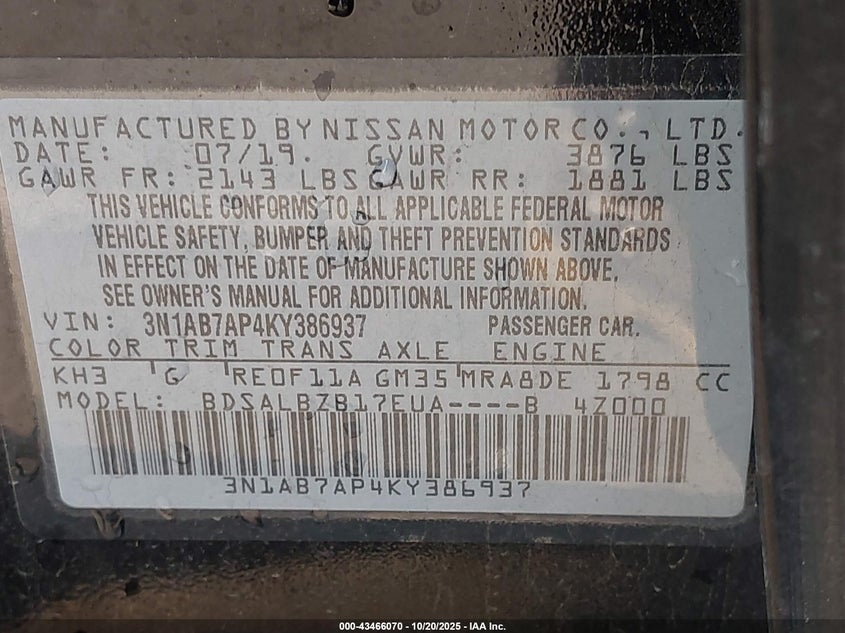 MANUFACTURED BY NISSAN MOTOR CO., LTD.
DATE: 07/19. GVWR: 3876 LBS
GAWR FR: 2143 LBS GAWR RR: 1881 LBS
THIS VEHICLE CONFORMS TO ALL APPLICABLE FEDERAL MOTOR
VEHICLE SAFETY, BUMPER AND THEFT PREVENTION STANDARDS
IN EFFECT ON THE DATE OF MANUFACTURE SHOWN ABOVE.
SEE OWNER'S MANUAL FOR ADDITIONAL INFORMATION.
VIN: 3N1AB7AP4KY386937 PASSENGER CAR.
COLOR TRIM TRANS AXLE ENGINE
KH3 G RE0F11A GM35 MRA8DE 1798 CC
MODEL: BDSALBZB17EUA----B 4Z000
3N1AB7AP4KY386937
000-43466070 - 10/20/2025 - IAA Inc.